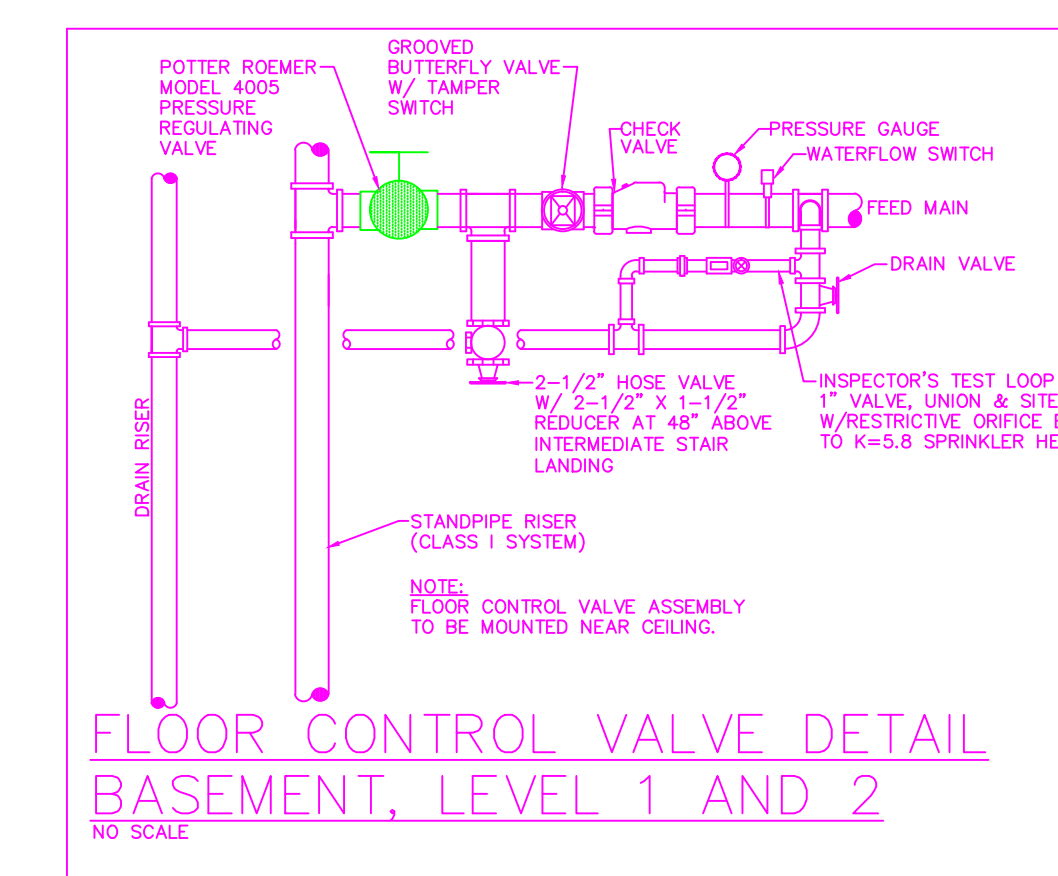 POTTER ROEMER
MODEL 4005
PRESSURE
REGULATING
VALVE
GROOVED
BUTTERFLY VALVE
W/ TAMPER
SWITCH
CHECK
VALVE
PRESSURE GAUGE
WATERFLOW SWITCH
FEED MAIN
DRAIN VALVE
INSPECTOR'S TEST LOOP
1" VALVE, UNION & SITE
W/RESTRICTIVE ORIFICE
TO K=5.8 SPRINKLER
2-1/2" HOSE VALVE
W/ 2-1/2" X 1-1/2"
REDUCER AT 48" ABOVE
INTERMEDIATE STAIR
LANDING
DRAIN RISER
STANDPIPE RISER
(CLASS I SYSTEM)
NOTE:
FLOOR CONTROL VALVE ASSEMBLY
TO BE MOUNTED NEAR CEILING.
FLOOR CONTROL VALVE DETAIL
BASEMENT, LEVEL 1 AND 2
NO SCALE